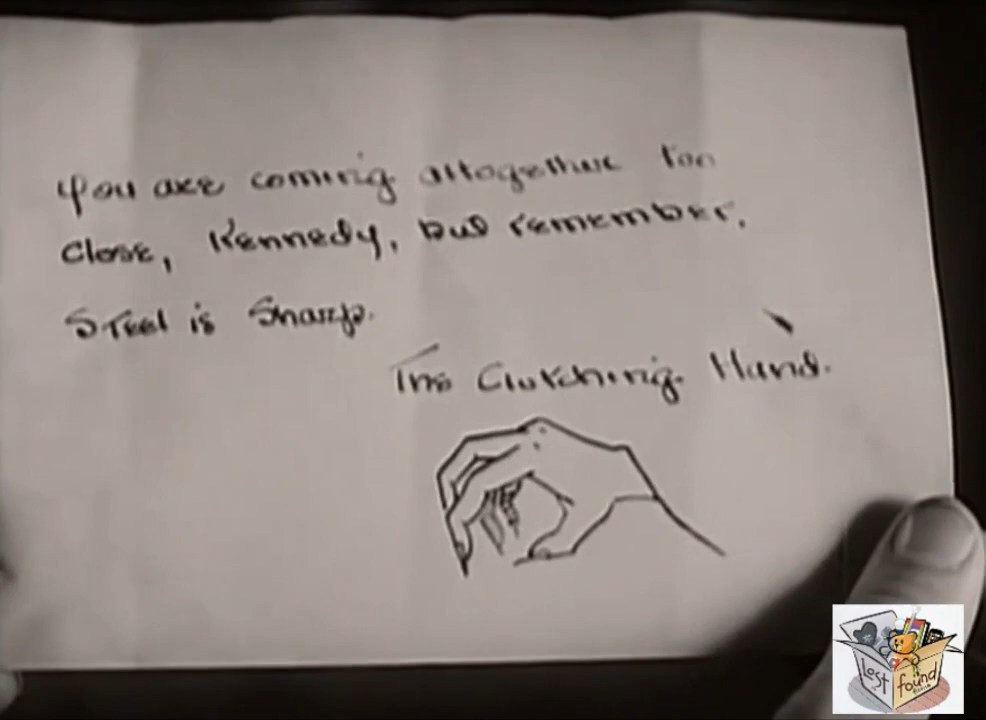 You are coming altogether too
close, Kennedy, but remember,
Steel is Sharp.
The Clutching Hand.
Lost
found